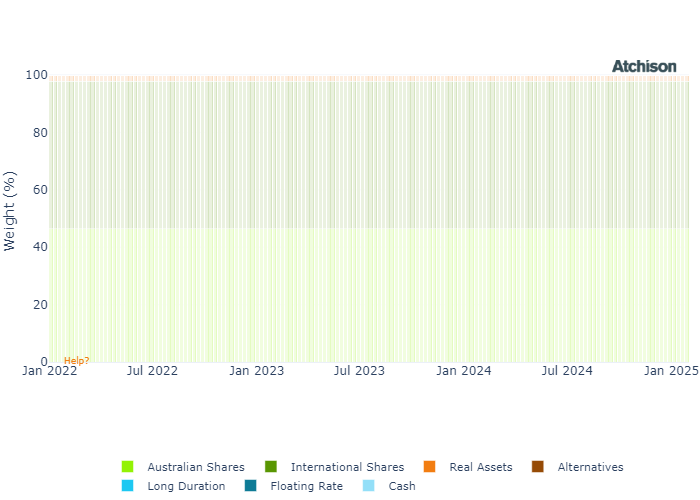 Atchison
Weight (%)
100
80
60
40
20
0
Help?
Jan 2022 Jul 2022 Jan 2023 Jul 2023 Jan 2024 Jul 2024 Jan 2025
Australian Shares International Shares Real Assets Alternatives
Long Duration Floating Rate Cash